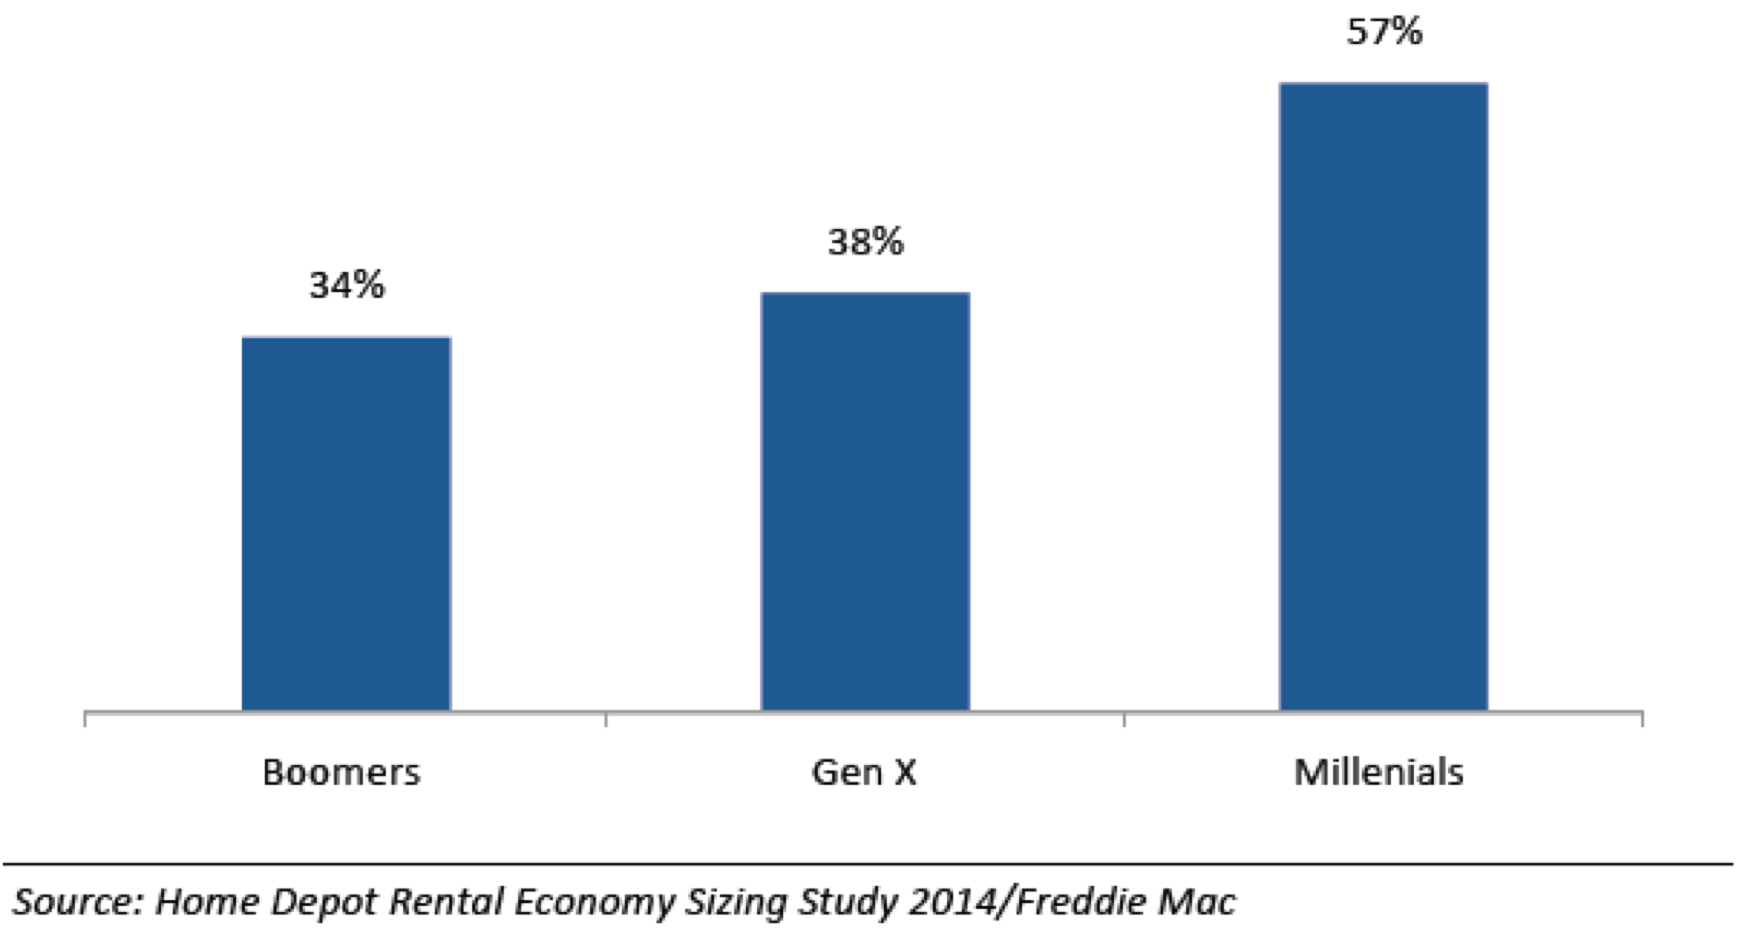 57%
38%
34%
Boomers Gen X Millenials
Source: Home Depot Rental Economy Sizing Study 2014/Freddie Mac